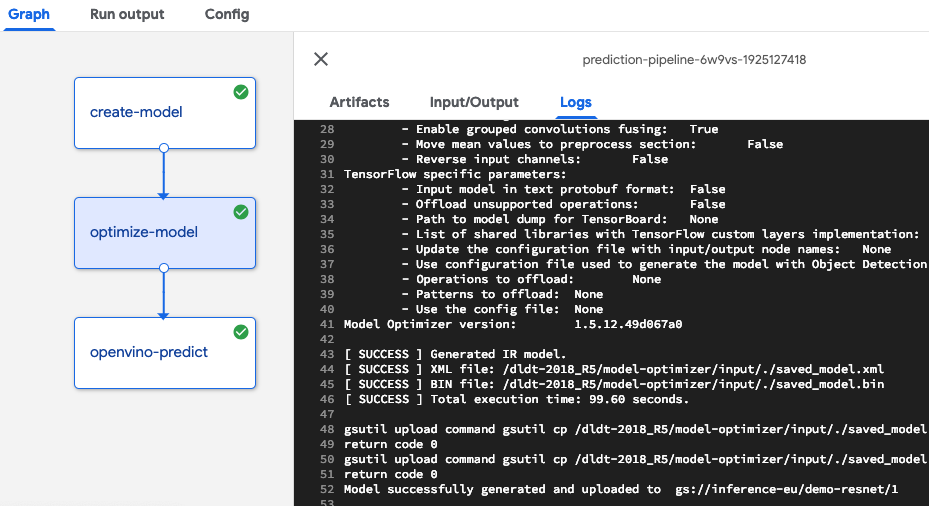 Graph Run output Config
create-model
optimize-model
openvino-predict
prediction-pipeline-6w9vs-1925127418
Artifacts Input/Output Logs
28 - Enable grouped convolutions fusing: True
29 - Move mean values to preprocess section: False
30 - Reverse input channels: False
31 TensorFlow specific parameters:
32 - Input model in text protobuf format: False
33 - Offload unsupported operations: False
34 - Path to model dump for TensorBoard: None
35 - List of shared libraries with TensorFlow custom layers implementation:
36 - Update the configuration file with input/output node names: None
37 - Use configuration file used to generate the model with Object Detection
38 - Operations to offload: None
39 - Patterns to offload: None
40 - Use the config file: None
41 Model Optimizer version: 1.5.12.49d067a0
42
43 [ SUCCESS ] Generated IR model.
44 [ SUCCESS ] XML file: /dldt-2018_R5/model-optimizer/input/./saved_model.xml
45 [ SUCCESS ] BIN file: /dldt-2018_R5/model-optimizer/input/./saved_model.bin
46 [ SUCCESS ] Total execution time: 99.60 seconds.
47
48 gsutil upload command gsutil cp /dldt-2018_R5/model-optimizer/input/./saved_model
49 return code 0
50 gsutil upload command gsutil cp /dldt-2018_R5/model-optimizer/input/./saved_model
51 return code 0
52 Model successfully generated and uploaded to gs://inference-eu/demo-resnet/1
53